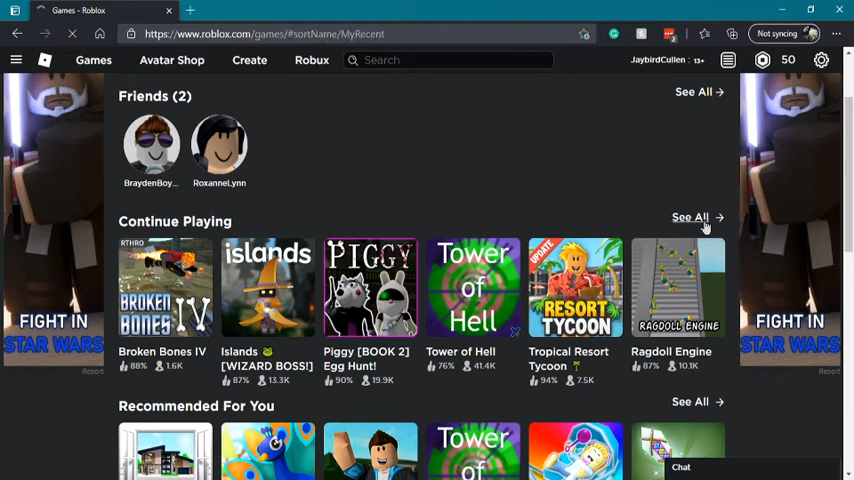 Games - Roblox
https://www.roblox.com/games/#sortName/MyRecent
Not syncing
2
Games
Avatar Shop
Create
Robux
Search
JaybirdCullen : 13+
50
Friends (2)
See All →
BraydenBoy...
RoxanneLynn
Continue Playing
See All →
RTHRO
BROKEN
BONES IV
islands
PIGGY
Tower
of
Hell
UPDATE
RESORT
TYCOON
RAGDOLL ENGINE
Broken Bones IV
88% 1.6K
Islands 🐸
[WIZARD BOSS!]
87% 13.3K
Piggy [BOOK 2]
Egg Hunt!
90% 19.9K
Tower of Hell
76% 41.4K
Tropical Resort
Tycoon 🌴
94% 7.5K
Ragdoll Engine
87% 10.1K
FIGHT IN
STAR WARS
Report
FIGHT IN
STAR WARS
Report
Recommended For You
See All →
Tower
of
Chat